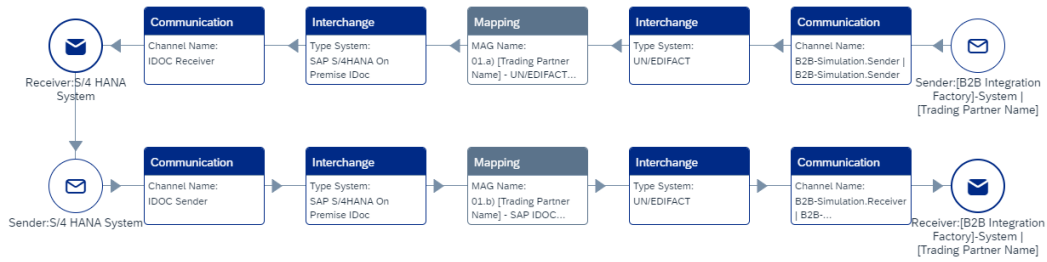 Communication
Channel Name:
IDOC Receiver
Interchange
Type System:
SAP S/4HANA On
Premise IDoc
Mapping
MAG Name:
01.a) [Trading Partner
Name] - UN/EDIFACT...
Interchange
Type System:
UN/EDIFACT
Communication
Channel Name:
B2B-Simulation.Sender |
B2B-Simulation.Sender
Receiver:S/4 HANA
System
Sender:[B2B Integration
Factory]-System |
[Trading Partner Name]
Communication
Channel Name:
IDOC Sender
Interchange
Type System:
SAP S/4HANA On
Premise IDoc
Mapping
MAG Name:
01.b) [Trading Partner
Name] - SAP IDOC...
Interchange
Type System:
UN/EDIFACT
Communication
Channel Name:
B2B-Simulation.Receiver
| B2B-...
Sender:S/4 HANA System
Receiver:[B2B Integration
Factory]-System |
[Trading Partner Name]